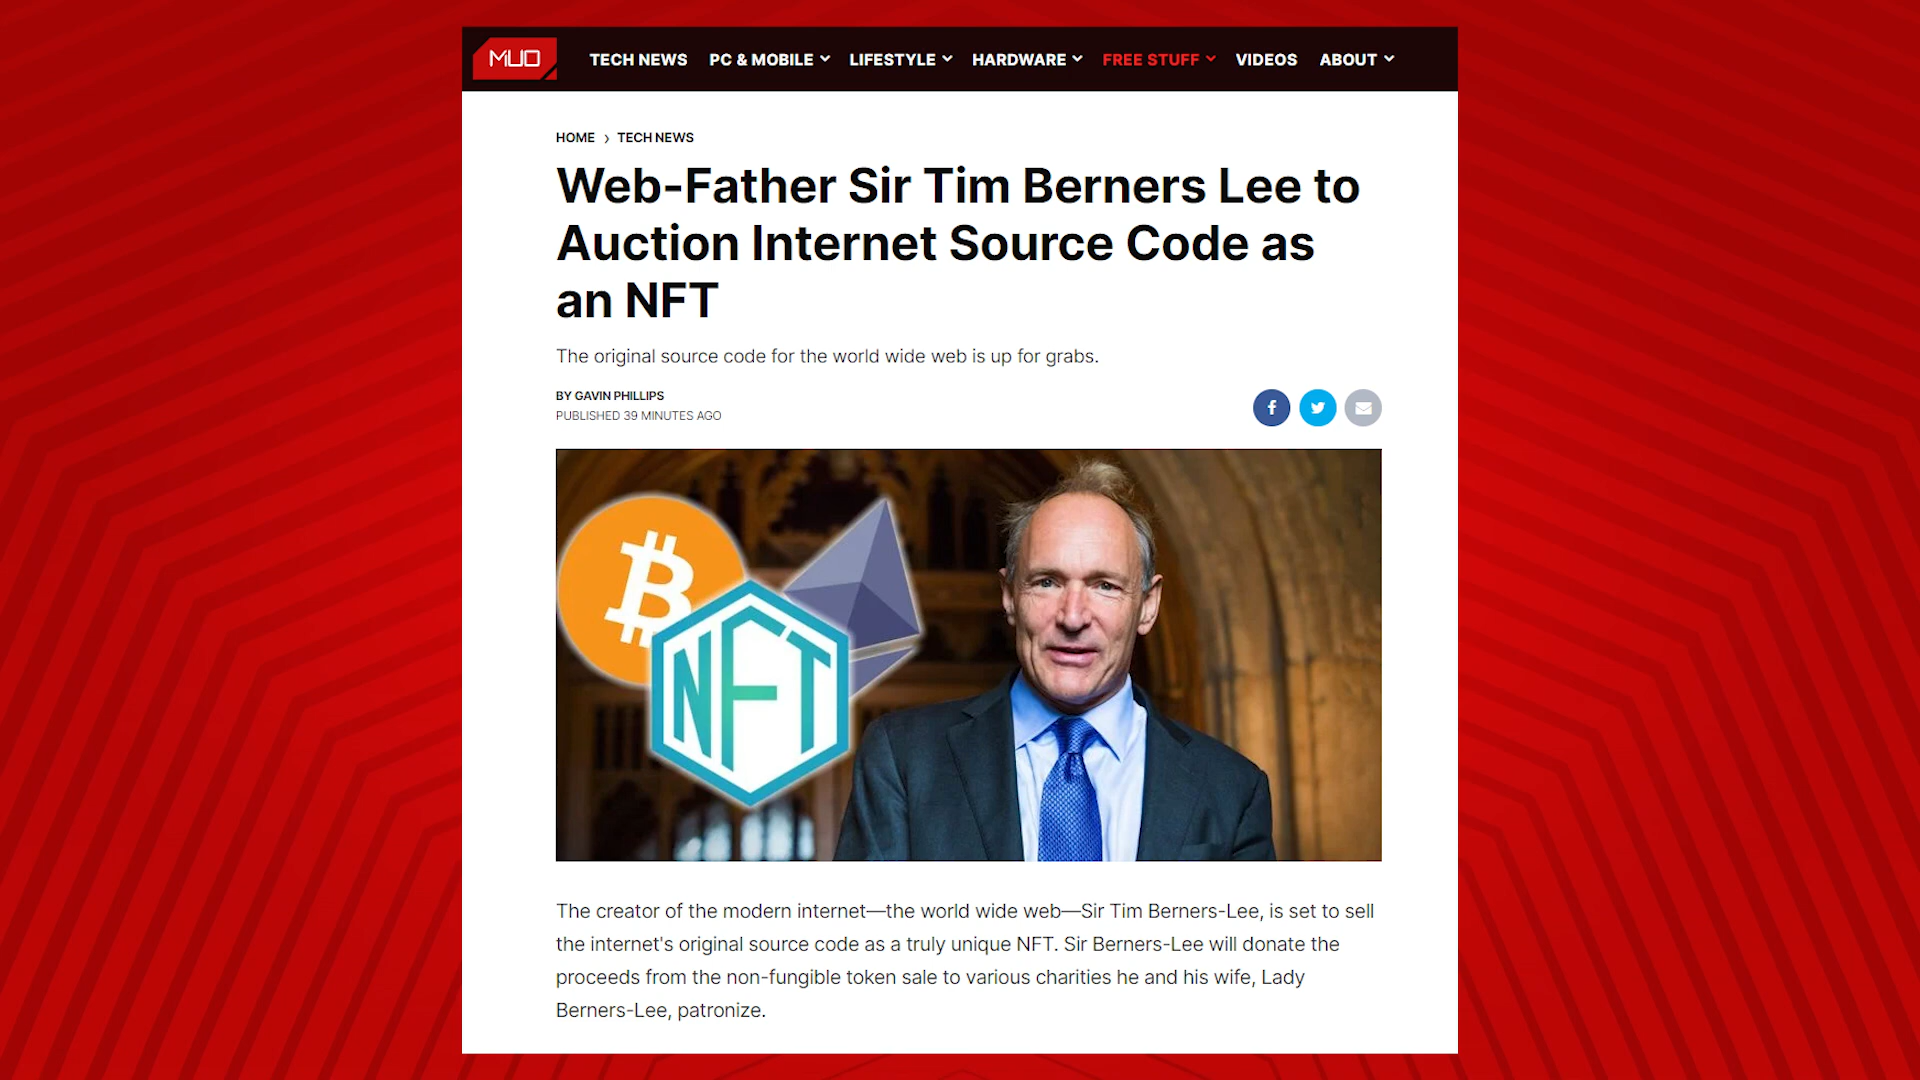 MUO TECH NEWS PC & MOBILE LIFESTYLE HARDWARE FREE STUFF VIDEOS ABOUT
HOME › TECH NEWS
Web-Father Sir Tim Berners Lee to
Auction Internet Source Code as
an NFT
The original source code for the world wide web is up for grabs.
BY GAVIN PHILLIPS
PUBLISHED 39 MINUTES AGO
NFT
The creator of the modern internet—the world wide web—Sir Tim Berners-Lee, is set to sell
the internet's original source code as a truly unique NFT. Sir Berners-Lee will donate the
proceeds from the non-fungible token sale to various charities he and his wife, Lady
Berners-Lee, patronize.